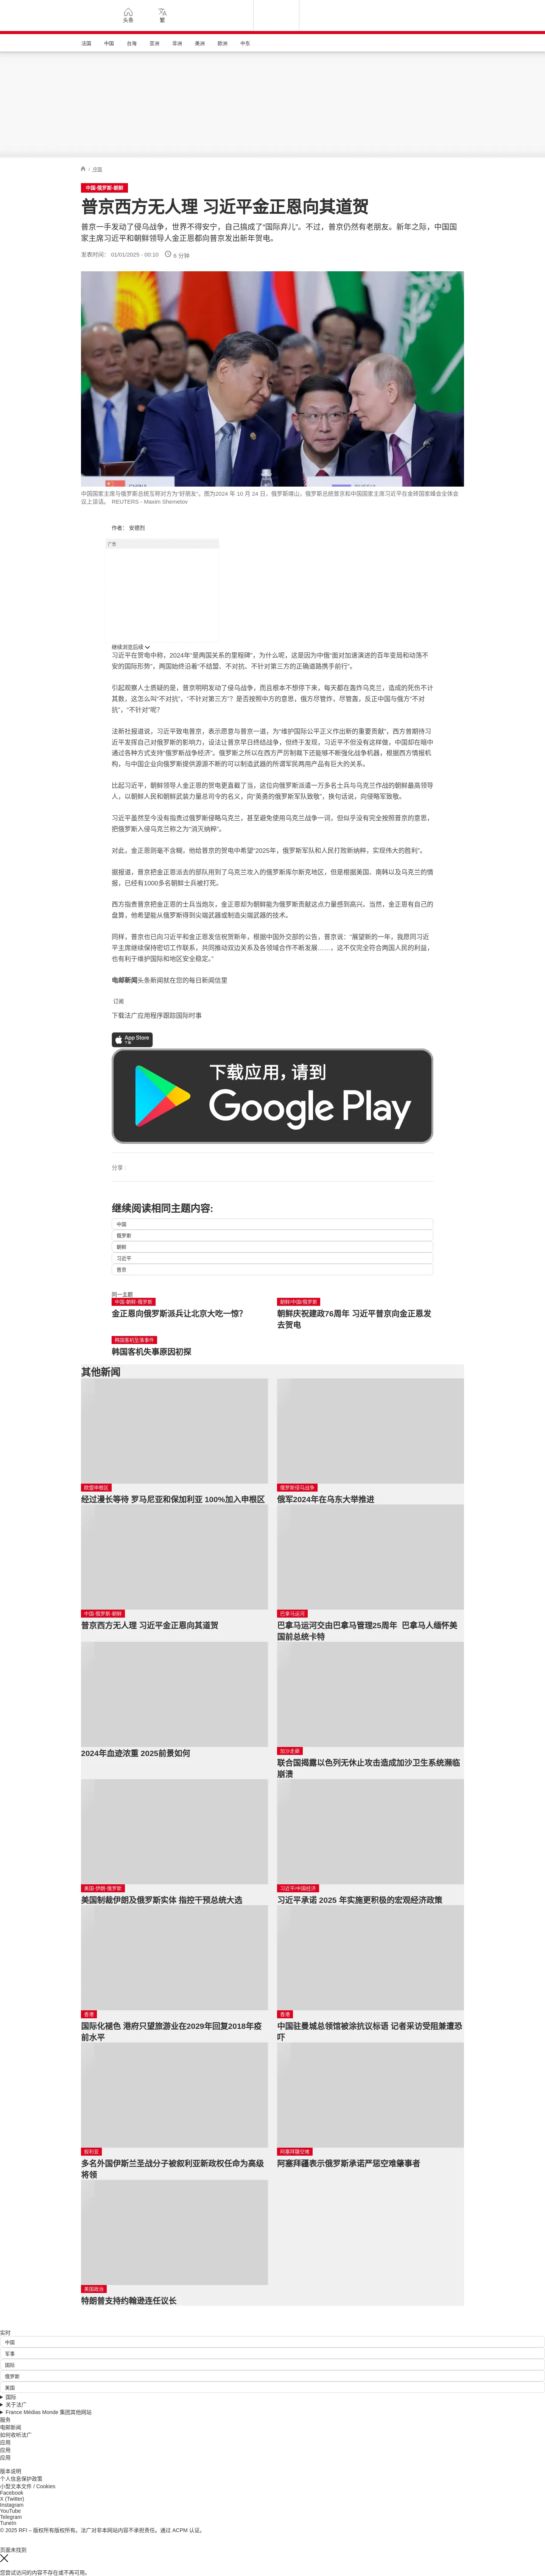 头条
繁
法国
中国
台海
亚洲
非洲
美洲
欧洲
中东
/ 中国
中国-俄罗斯-朝鲜
普京西方无人理 习近平金正恩向其道贺
普京一手发动了侵乌战争，世界不得安宁，自己搞成了“国际弃儿”。不过，普京仍然有老朋友。新年之际，中国国
家主席习近平和朝鲜领导人金正恩都向普京发出新年贺电。
发表时间： 01/01/2025 - 00:10
6 分钟
中国国家主席与俄罗斯总统互称对方为“好朋友”。图为2024 年 10 月 24 日，俄罗斯喀山，俄罗斯总统普京和中国国家主席习近平在金砖国家峰会全体会
议上谈话。 REUTERS - Maxim Shemetov
作者： 安德烈
广告
继续浏览后续
习近平在贺电中称，2024年“是两国关系的里程碑”，为什么呢，这是因为中俄“面对加速演进的百年变局和动荡不
安的国际形势”，两国始终沿着“不结盟、不对抗、不针对第三方的正确道路携手前行”。
引起观察人士质疑的是，普京明明发动了侵乌战争，而且根本不想停下来，每天都在轰炸乌克兰，造成的死伤不计
其数，这怎么叫“不对抗”，“不针对第三方”？是否按照中方的意思，俄方尽管炸，尽管轰，反正中国与俄方“不对
抗”，“不针对”呢？
法新社报道说，习近平致电普京，表示愿意与普京一道，为“维护国际公平正义作出新的重要贡献”，西方曾期待习
近平发挥自己对俄罗斯的影响力，设法让普京早日终结战争，但终于发现，习近平不但没有这样做，中国却在暗中
通过各种方式支持“俄罗斯战争经济”。俄罗斯之所以在西方严厉制裁下还能够不断强化战争机器，根据西方情报机
构，与中国企业向俄罗斯提供源源不断的可以制造武器的所谓军民两用产品有巨大的关系。
比起习近平，朝鲜领导人金正恩的贺电更直截了当，这位向俄罗斯派遣一万多名士兵与乌克兰作战的朝鲜最高领导
人，以朝鲜人民和朝鲜武装力量总司令的名义，向“英勇的俄罗斯军队致敬”，换句话说，向侵略军致敬。
习近平虽然至今没有指责过俄罗斯侵略乌克兰，甚至避免使用乌克兰战争一词，但似乎没有完全按照普京的意思，
把俄罗斯入侵乌克兰称之为“消灭纳粹”。
对此，金正恩则毫不含糊，他给普京的贺电中希望“2025年，俄罗斯军队和人民打败新纳粹，实现伟大的胜利”。
据报道，普京把金正恩派去的部队用到了乌克兰攻入的俄罗斯库尔斯克地区，但是根据美国、南韩以及乌克兰的情
报，已经有1000多名朝鲜士兵被打死。
西方指责普京把金正恩的士兵当炮灰，金正恩却为朝鲜能为俄罗斯贡献这点力量感到高兴。当然，金正恩有自己的
盘算，他希望能从俄罗斯得到尖端武器或制造尖端武器的技术。
同样，普京也已向习近平和金正恩发信祝贺新年，根据中国外交部的公告，普京说：“展望新的一年，我愿同习近
平主席继续保持密切工作联系，共同推动双边关系及各领域合作不断发展……，这不仅完全符合两国人民的利益，
也有利于维护国际和地区安全稳定。”
电邮新闻头条新闻就在您的每日新闻信里
订阅
下载法广应用程序跟踪国际时事
App Store
下载
下载应用，请到
Google Play
分享 :
继续阅读相同主题内容:
中国
俄罗斯
朝鲜
习近平
普京
同一主题
中国-朝鲜-俄罗斯
金正恩向俄罗斯派兵让北京大吃一惊？
朝鲜/中国/俄罗斯
朝鲜庆祝建政76周年 习近平普京向金正恩发
去贺电
韩国客机坠落事件
韩国客机失事原因初探
其他新闻
欧盟申根区
经过漫长等待 罗马尼亚和保加利亚 100%加入申根区
俄罗斯侵乌战争
俄军2024年在乌东大举推进
中国-俄罗斯-朝鲜
普京西方无人理 习近平金正恩向其道贺
巴拿马运河
巴拿马运河交由巴拿马管理25周年 巴拿马人缅怀美
国前总统卡特
2024年血迹浓重 2025前景如何
加沙走廊
联合国揭露以色列无休止攻击造成加沙卫生系统濒临
崩溃
美国-伊朗-俄罗斯
美国制裁伊朗及俄罗斯实体 指控干预总统大选
习近平/中国经济
习近平承诺 2025 年实施更积极的宏观经济政策
香港
国际化褪色 港府只望旅游业在2029年回复2018年疫
前水平
香港
中国驻曼城总领馆被涂抗议标语 记者采访受阻兼遭恐
吓
叙利亚
多名外国伊斯兰圣战分子被叙利亚新政权任命为高级
将领
阿塞拜疆空难
阿塞拜疆表示俄罗斯承诺严惩空难肇事者
美国政治
特朗普支持约翰逊连任议长
实时
中国
军事
国际
俄罗斯
美国
国际
关于法广
France Médias Monde 集团其他网站
服务
电邮新闻
如何收听法广
应用
应用
应用
版本说明
个人信息保护政策
小型文本文件 / Cookies
Facebook
X (Twitter)
Instagram
YouTube
Telegram
TuneIn
© 2025 RFI – 版权所有版权所有。法广对非本网站内容不承担责任。通过 ACPM 认证。
页面未找到
您尝试访问的内容不存在或不再可用。